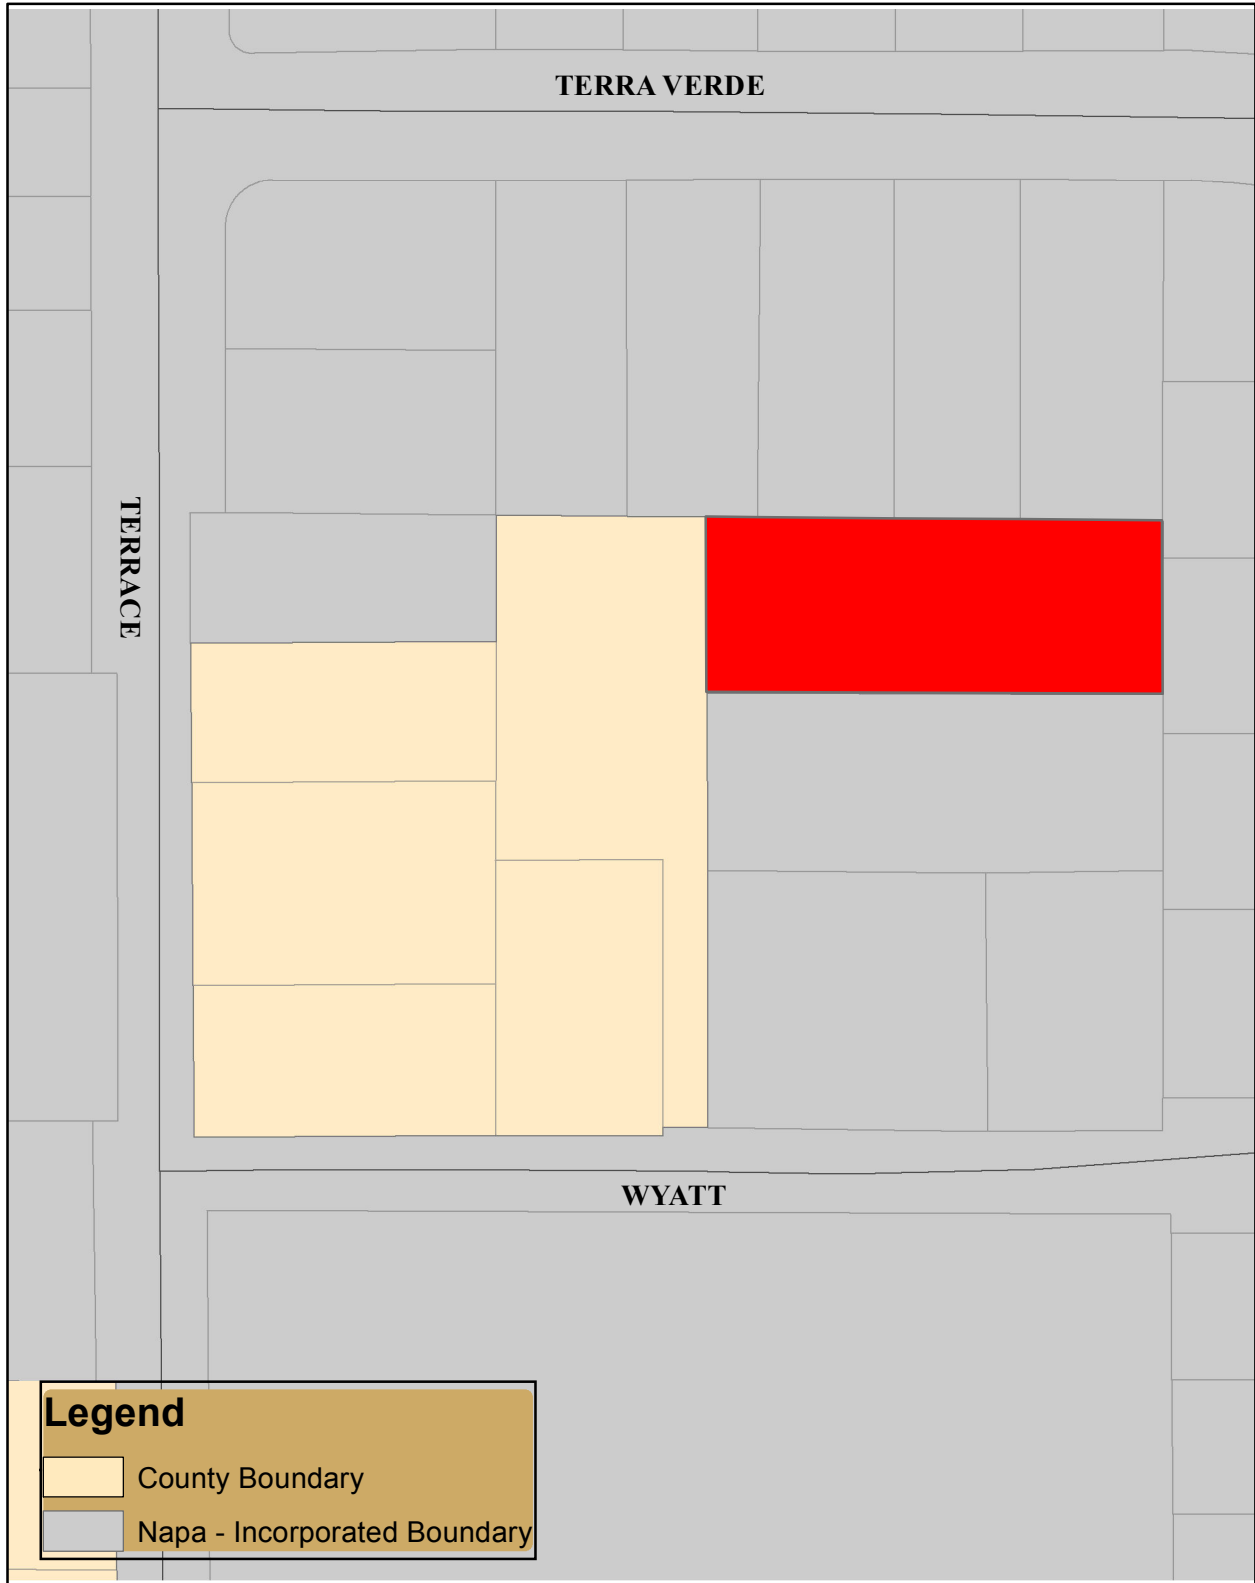 TERRA VERDE
TERRACE
WYATT
Legend
County Boundary
Napa - Incorporated Boundary